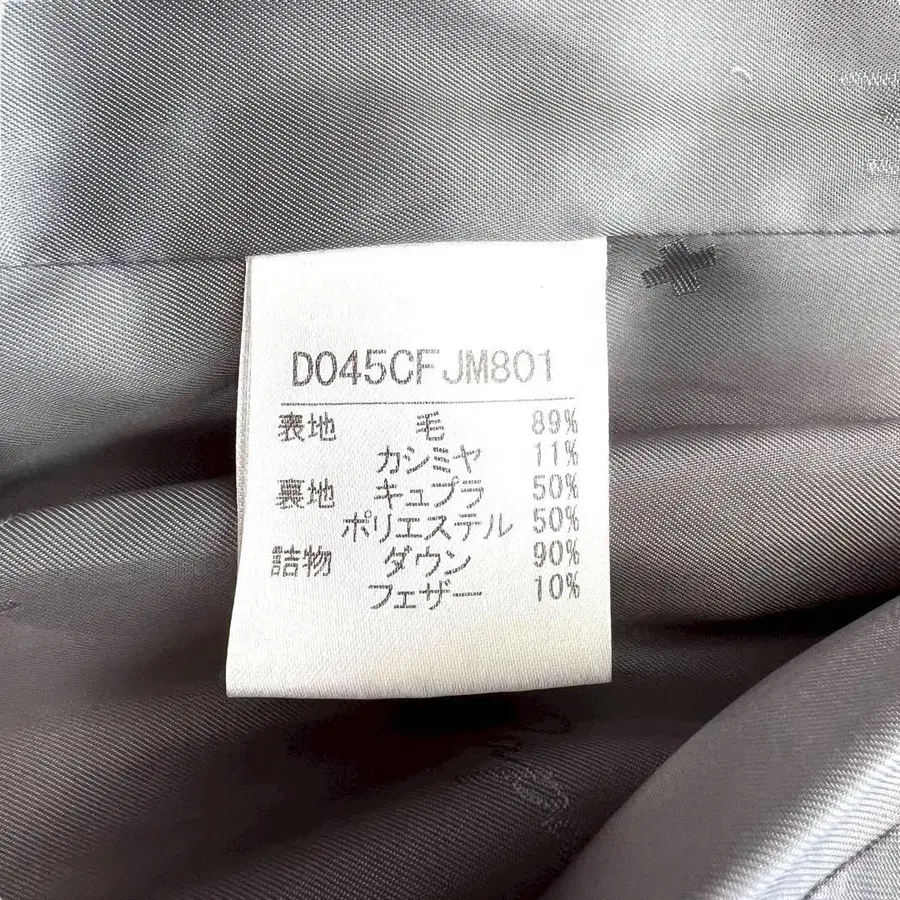 D045CFJM801
表地 毛 89%
カシミヤ 11%
裏地 キュプラ 50%
ポリエステル 50%
詰物 ダウン 90%
フェザー 10%